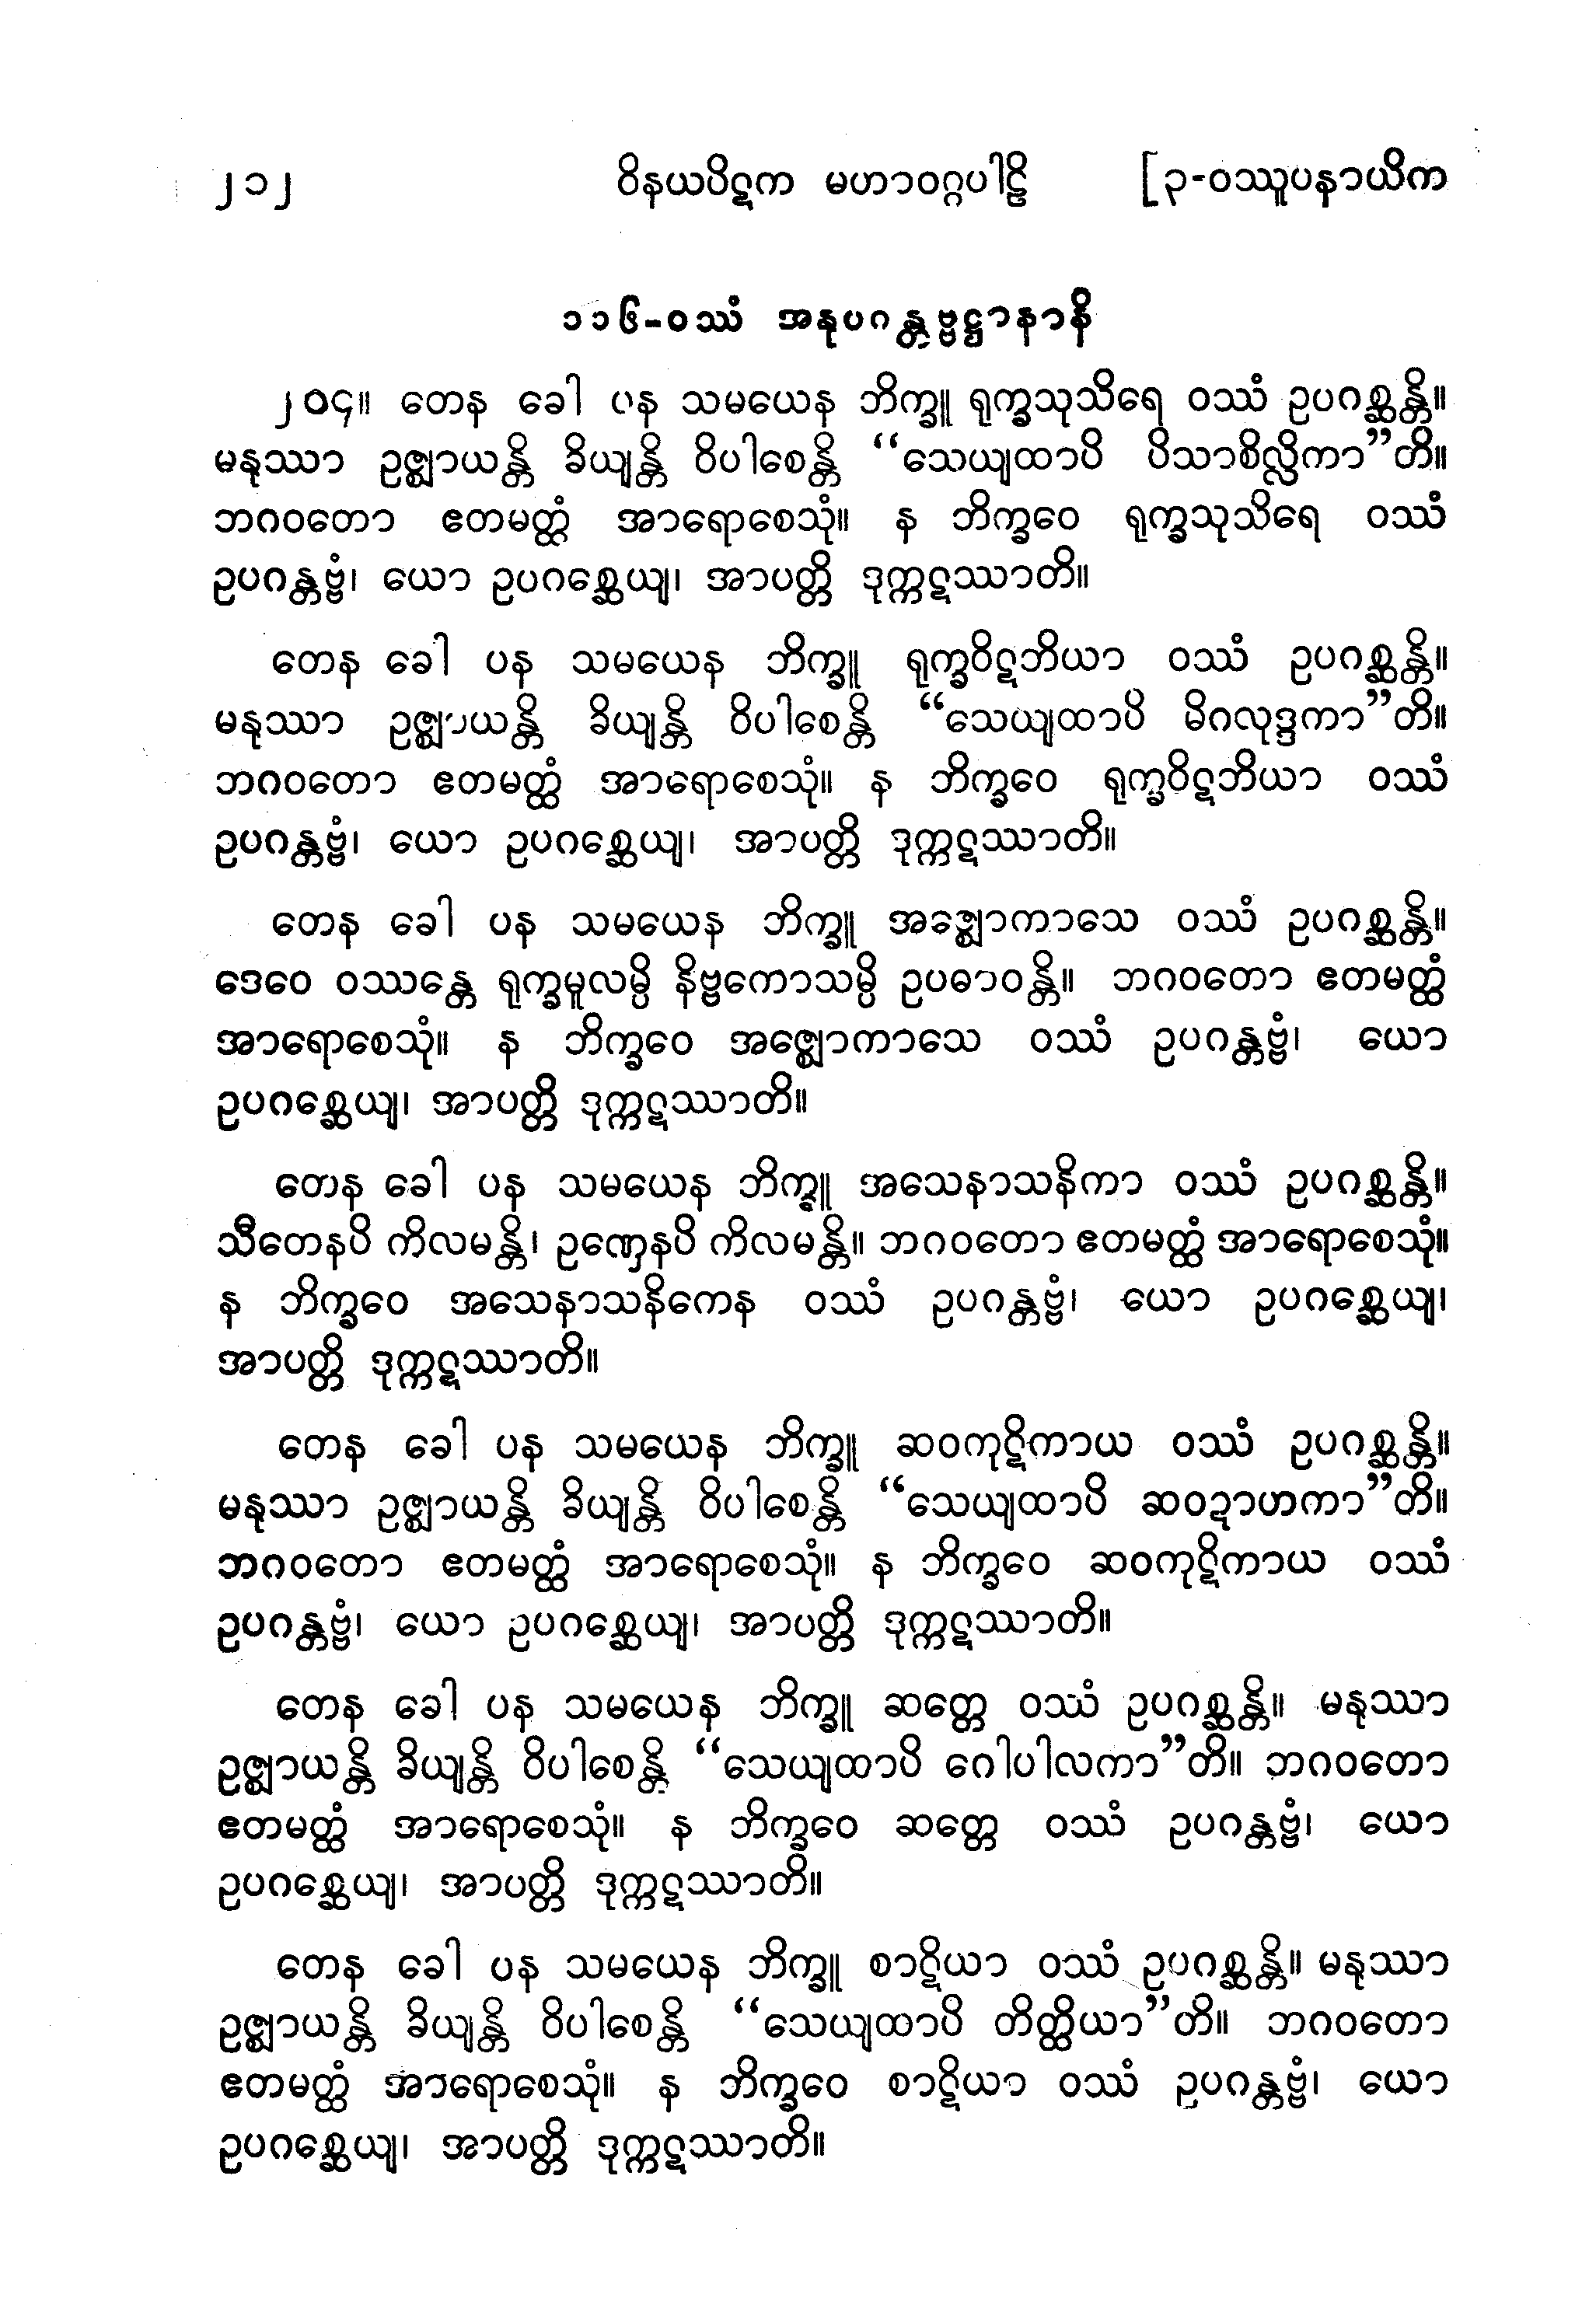 ၂၁၂ ဝိနယပိဋက မဟာဝဂ္ဂပါဠိ [၃-ဝဿူပနာယိက
၁၁၆-ဝဿံ အနုပဂန္တဗ္ဗဋ္ဌာနာနိ
၂၀၄။ တေန ခေါ ပန သမယေန ဘိက္ခူ ရုက္ခသုသိရေ ဝဿံ ဥပဂစ္ဆန္တိ။
မနုဿာ ဥဇ္ဈာယန္တိ ခိယျန္တိ ဝိပါစေန္တိ “သေယျထာပိ ပိသာစိလ္လိကာ”တိ။
ဘဂဝတော ဧတမတ္ထံ အာရောစေသုံ။ န ဘိက္ခဝေ ရုက္ခသုသိရေ ဝဿံ
ဥပဂန္တဗ္ဗံ၊ ယော ဥပဂစ္ဆေယျ၊ အာပတ္တိ ဒုက္ကဋဿာတိ။
တေန ခေါ ပန သမယေန ဘိက္ခူ ရုက္ခဝိဋဘိယာ ဝဿံ ဥပဂစ္ဆန္တိ။
မနုဿာ ဥဇ္ဈာယန္တိ ခိယျန္တိ ဝိပါစေန္တိ “သေယျထာပိ မိဂလုဒ္ဒကာ”တိ။
ဘဂဝတော ဧတမတ္ထံ အာရောစေသုံ။ န ဘိက္ခဝေ ရုက္ခဝိဋဘိယာ ဝဿံ
ဥပဂန္တဗ္ဗံ၊ ယော ဥပဂစ္ဆေယျ၊ အာပတ္တိ ဒုက္ကဋဿာတိ။
တေန ခေါ ပန သမယေန ဘိက္ခူ အဇ္ဈောကာသေ ဝဿံ ဥပဂစ္ဆန္တိ။
ဒေဝေ ဝဿန္တေ ရုက္ခမူလမ္ပိ နိဗ္ဗကောသမ္ပိ ဥပဓာဝန္တိ။ ဘဂဝတော ဧတမတ္ထံ
အာရောစေသုံ။ န ဘိက္ခဝေ အဇ္ဈောကာသေ ဝဿံ ဥပဂန္တဗ္ဗံ၊ ယော
ဥပဂစ္ဆေယျ၊ အာပတ္တိ ဒုက္ကဋဿာတိ။
တေန ခေါ ပန သမယေန ဘိက္ခူ အသေနာသနိကာ ဝဿံ ဥပဂစ္ဆန္တိ။
သီတေနပိ ကိလမန္တိ၊ ဥဏှေနပိ ကိလမန္တိ။ ဘဂဝတော ဧတမတ္ထံ အာရောစေသုံ။
န ဘိက္ခဝေ အသေနာသနိကေန ဝဿံ ဥပဂန္တဗ္ဗံ၊ ယော ဥပဂစ္ဆေယျ၊
အာပတ္တိ ဒုက္ကဋဿာတိ။
တေန ခေါ ပန သမယေန ဘိက္ခူ ဆဝကုဋိကာယ ဝဿံ ဥပဂစ္ဆန္တိ။
မနုဿာ ဥဇ္ဈာယန္တိ ခိယျန္တိ ဝိပါစေန္တိ “သေယျထာပိ ဆဝဍာဟကာ”တိ။
ဘဂဝတော ဧတမတ္ထံ အာရောစေသုံ။ န ဘိက္ခဝေ ဆဝကုဋိကာယ ဝဿံ
ဥပဂန္တဗ္ဗံ၊ ယော ဥပဂစ္ဆေယျ၊ အာပတ္တိ ဒုက္ကဋဿာတိ။
တေန ခေါ ပန သမယေန ဘိက္ခူ ဆတ္တေ ဝဿံ ဥပဂစ္ဆန္တိ။ မနုဿာ
ဥဇ္ဈာယန္တိ ခိယျန္တိ ဝိပါစေန္တိ “သေယျထာပိ ဂေါပါလကာ”တိ။ ဘဂဝတော
ဧတမတ္ထံ အာရောစေသုံ။ န ဘိက္ခဝေ ဆတ္တေ ဝဿံ ဥပဂန္တဗ္ဗံ၊ ယော
ဥပဂစ္ဆေယျ၊ အာပတ္တိ ဒုက္ကဋဿာတိ။
တေန ခေါ ပန သမယေန ဘိက္ခူ စာဋိယာ ဝဿံ ဥပဂစ္ဆန္တိ။ မနုဿာ
ဥဇ္ဈာယန္တိ ခိယျန္တိ ဝိပါစေန္တိ “သေယျထာပိ တိတ္ထိယာ”တိ။ ဘဂဝတော
ဧတမတ္ထံ အာရောစေသုံ။ န ဘိက္ခဝေ စာဋိယာ ဝဿံ ဥပဂန္တဗ္ဗံ၊ ယော
ဥပဂစ္ဆေယျ၊ အာပတ္တိ ဒုက္ကဋဿာတိ။